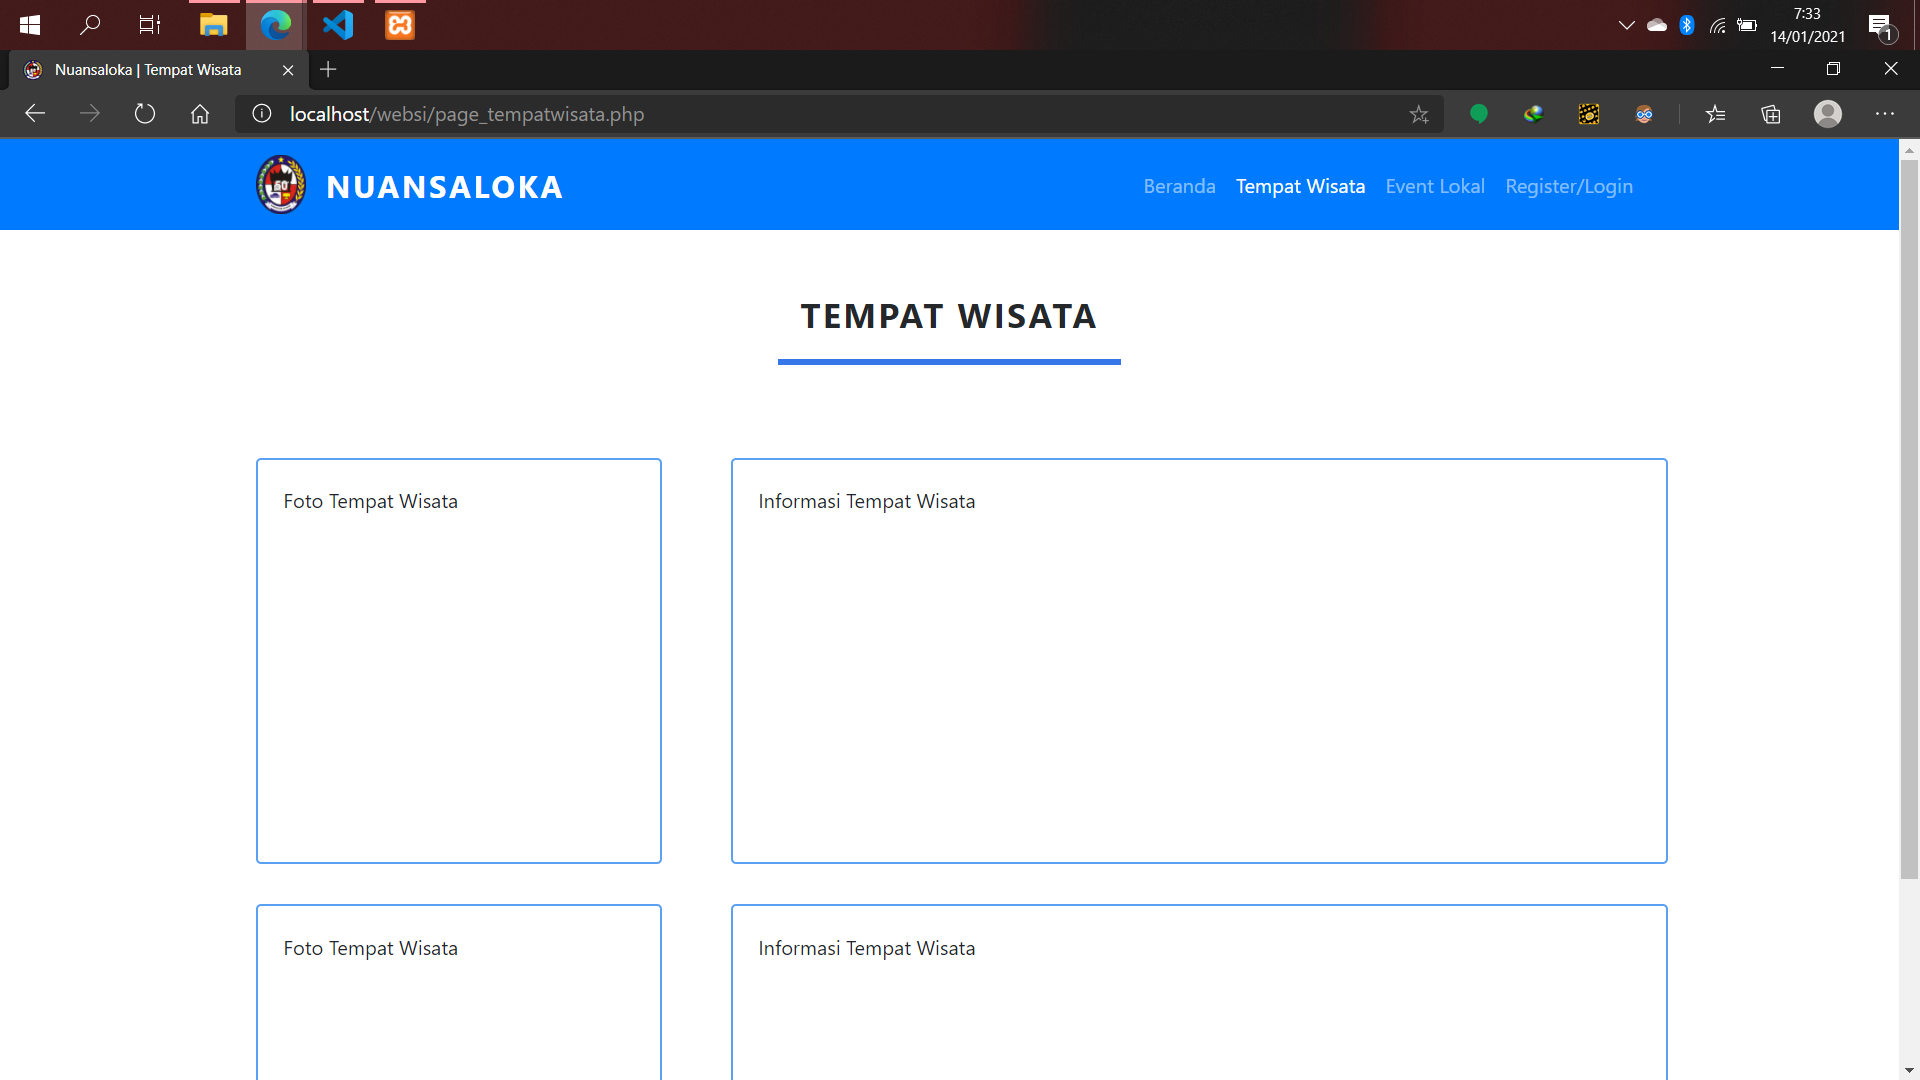 7:33
14/01/2021
1
Nuansaloka | Tempat Wisata
localhost/websi/page_tempatwisata.php
NUANSALOKA
Beranda Tempat Wisata Event Lokal Register/Login
TEMPAT WISATA
Foto Tempat Wisata
Informasi Tempat Wisata
Foto Tempat Wisata
Informasi Tempat Wisata